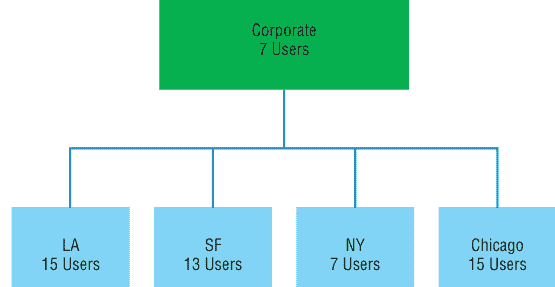 Corporate
7 Users
LA
15 Users
SF
13 Users
NY
7 Users
Chicago
15 Users